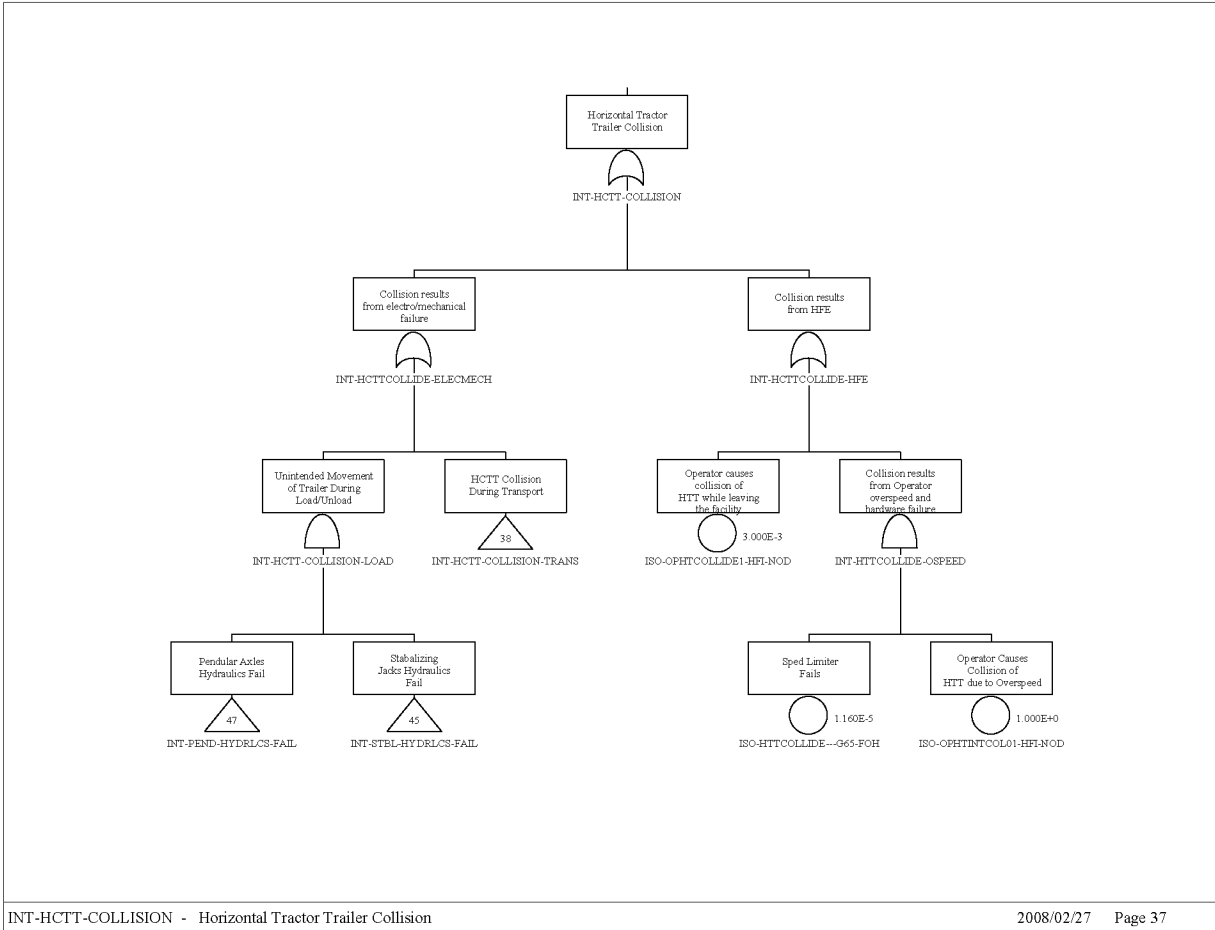 Horizontal Tractor
Trailer Collision
INT-HCTT-COLLISION
Collision results
from electro/mechanical
failure
INT-HCTTCOLLIDE-ELECMECH
Collision results
from HFE
INT-HCTTCOLLIDE-HFE
Unintended Movement
of Trailer During
Load/Unload
INT-HCTT-COLLISION-LOAD
HCTT Collision
During Transport
38
INT-HCTT-COLLISION-TRANS
Operator causes
collision of
HTT while leaving
the facility
3.000E-3
ISO-OPHTCOLLIDE1-HFI-NOD
Collision results
from Operator
overspeed and
hardware failure
INT-HTTCOLLIDE-OSPEED
Pendular Axles
Hydraulics Fail
47
INT-PEND-HYDRLCS-FAIL
Stabalizing
Jacks Hydraulics
Fail
45
INT-STBL-HYDRLCS-FAIL
Sped Limiter
Fails
1.160E-5
ISO-HTTCOLLIDE---G65-FOH
Operator Causes
Collision of
HTT due to Overspeed
1.000E+0
ISO-OPHTINTCOL01-HFI-NOD
INT-HCTT-COLLISION - Horizontal Tractor Trailer Collision
2008/02/27 Page 37